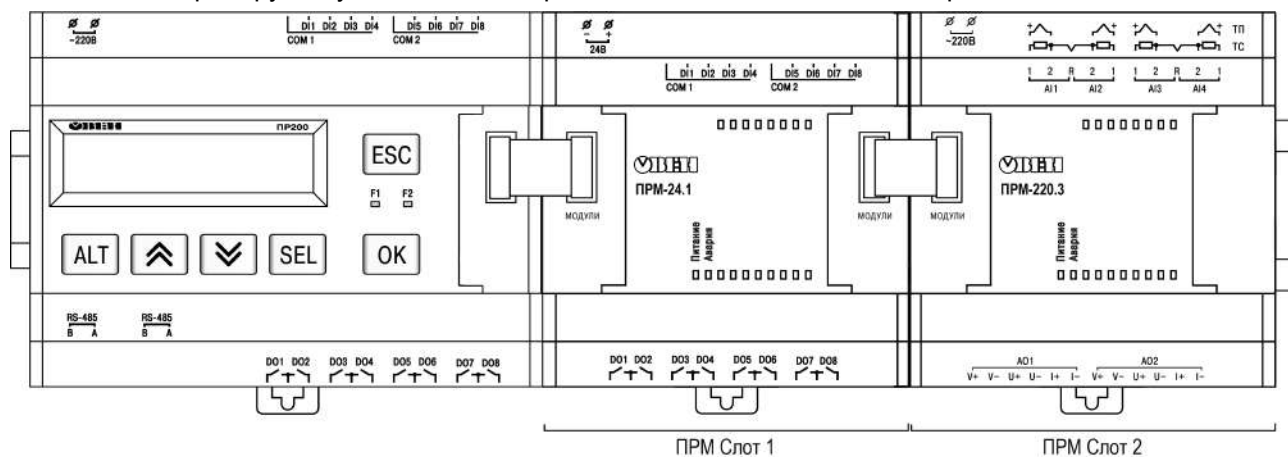 ~220В
DI1 DI2 DI3 DI4
COM 1
DI5 DI6 DI7 DI8
COM 2
- +
24В
DI1 DI2 DI3 DI4
COM 1
DI5 DI6 DI7 DI8
COM 2
~220В
+ + + + ТП
ТС
1 2 R 2 1
AI1 AI2
1 2 R 2 1
AI3 AI4
ОВЕН
ПР200
ESC
F1 F2
ALT
SEL
OK
МОДУЛИ
ОВЕН
ПРМ-24.1
Питание
Авария
МОДУЛИ
МОДУЛИ
ОВЕН
ПРМ-220.3
Питание
Авария
RS-485
B A
RS-485
B A
DO1 DO2 DO3 DO4 DO5 DO6 DO7 DO8
DO1 DO2 DO3 DO4 DO5 DO6 DO7 DO8
AO1 AO2
V+ V- U+ U- I+ I- V+ V- U+ U- I+ I-
ПРМ Слот 1
ПРМ Слот 2